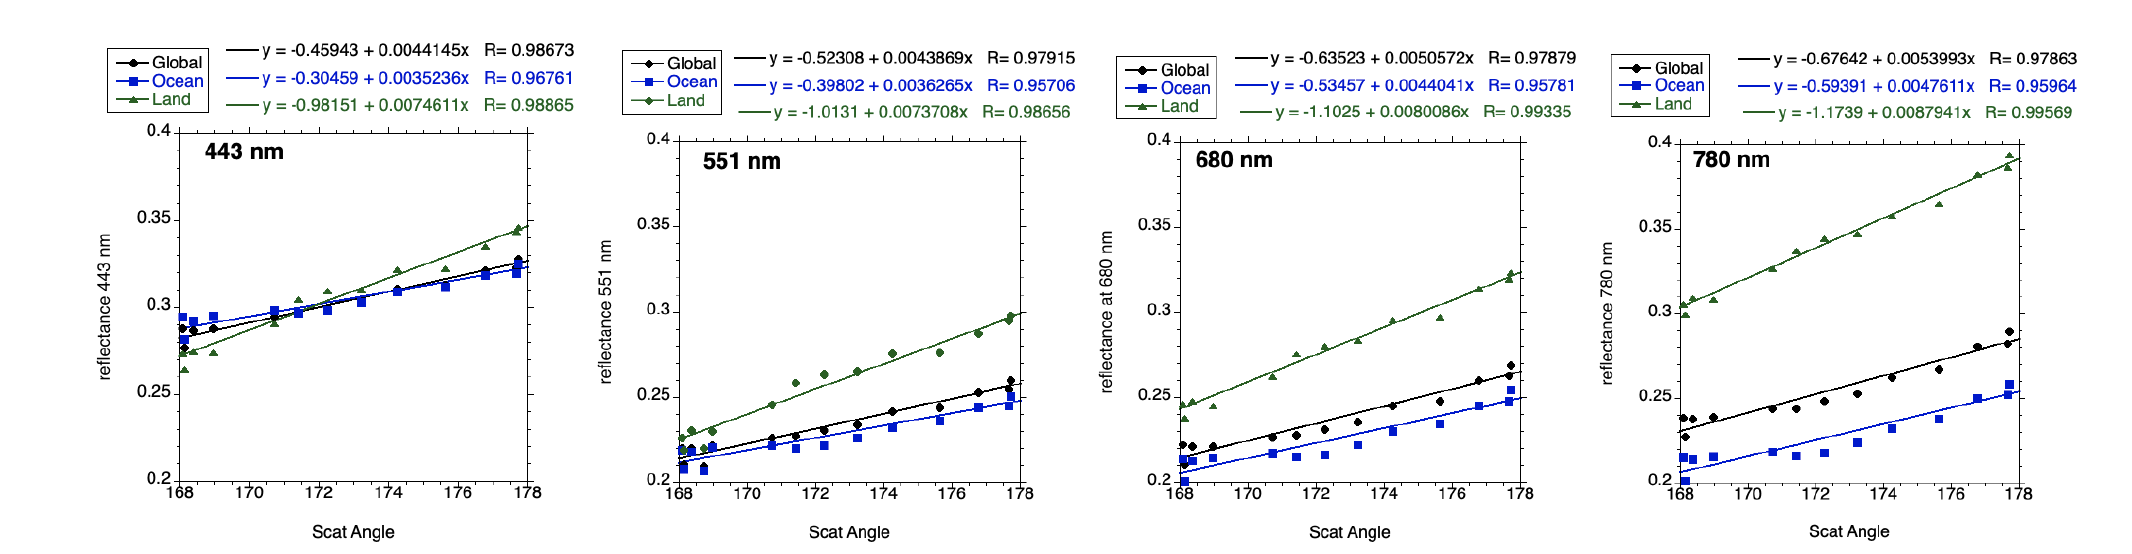 Global
Ocean
Land
y = -0.45943 + 0.0044145x R= 0.98673
y = -0.30459 + 0.0035236x R= 0.96761
y = -0.98151 + 0.0074611x R= 0.98865
443 nm
0.4
0.35
0.3
0.25
0.2
168 170 172 174 176 178
reflectance 443 nm
Scat Angle
Global
Ocean
Land
y = -0.52308 + 0.0043869x R= 0.97915
y = -0.39802 + 0.0036265x R= 0.95706
y = -1.0131 + 0.0073708x R= 0.98656
551 nm
0.4
0.35
0.3
0.25
0.2
168 170 172 174 176 178
reflectance 551 nm
Scat Angle
Global
Ocean
Land
y = -0.63523 + 0.0050572x R= 0.97879
y = -0.53457 + 0.0044041x R= 0.95781
y = -1.1025 + 0.0080086x R= 0.99335
680 nm
0.4
0.35
0.3
0.25
0.2
168 170 172 174 176 178
reflectance at 680 nm
Scat Angle
Global
Ocean
Land
y = -0.67642 + 0.0053993x R= 0.97863
y = -0.59391 + 0.0047611x R= 0.95964
y = -1.1739 + 0.0087941x R= 0.99569
780 nm
0.4
0.35
0.3
0.25
0.2
168 170 172 174 176 178
reflectance 780 nm
Scat Angle